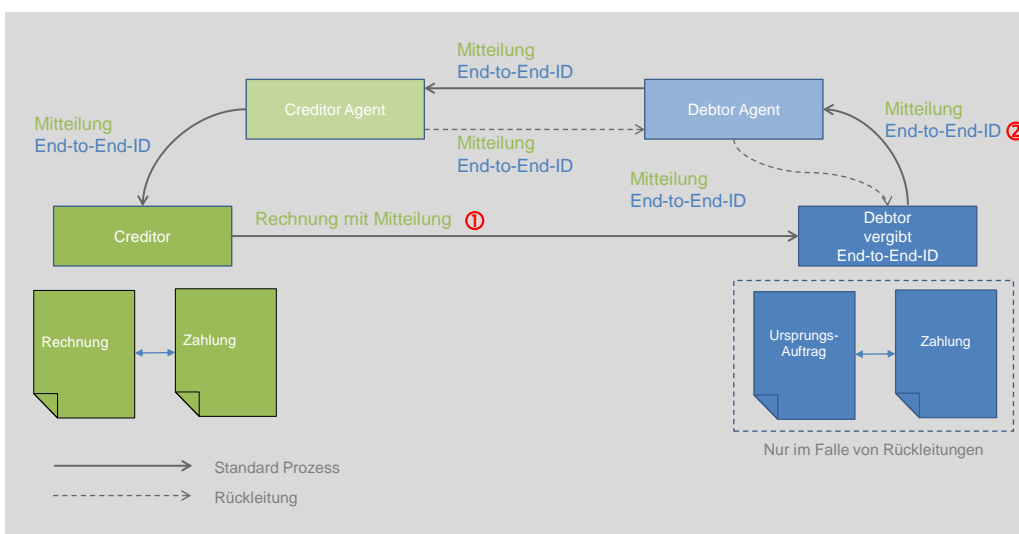 Mitteilung
End-to-End-ID
Creditor Agent
Debtor Agent
Mitteilung
End-to-End-ID
Mitteilung
End-to-End-ID ②
Mitteilung
End-to-End-ID
Mitteilung
End-to-End-ID
Creditor
Rechnung mit Mitteilung ①
Debtor
vergibt
End-to-End-ID
Rechnung
Zahlung
Ursprungs-
Auftrag
Zahlung
Nur im Falle von Rückleitungen
Standard Prozess
Rückleitung